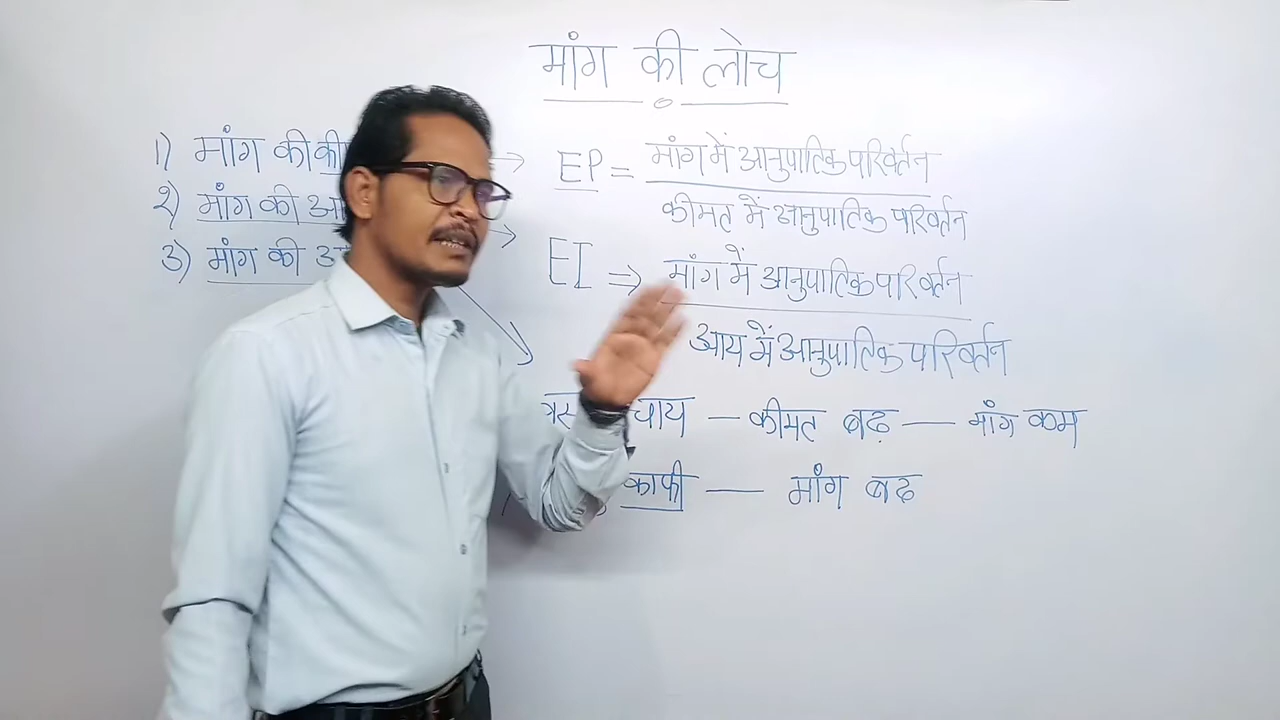 मांग की लोच
1) मांग की
2) मांग की
3) मांग की
EP = मांग में आनुपातिक परिवर्तन
कीमत में आनुपातिक परिवर्तन
EI ⇒ मांग में आनुपातिक परिवर्तन
आय में आनुपातिक परिवर्तन
चाय — कीमत बढ़ — मांग कम
काफी — मांग बढ़